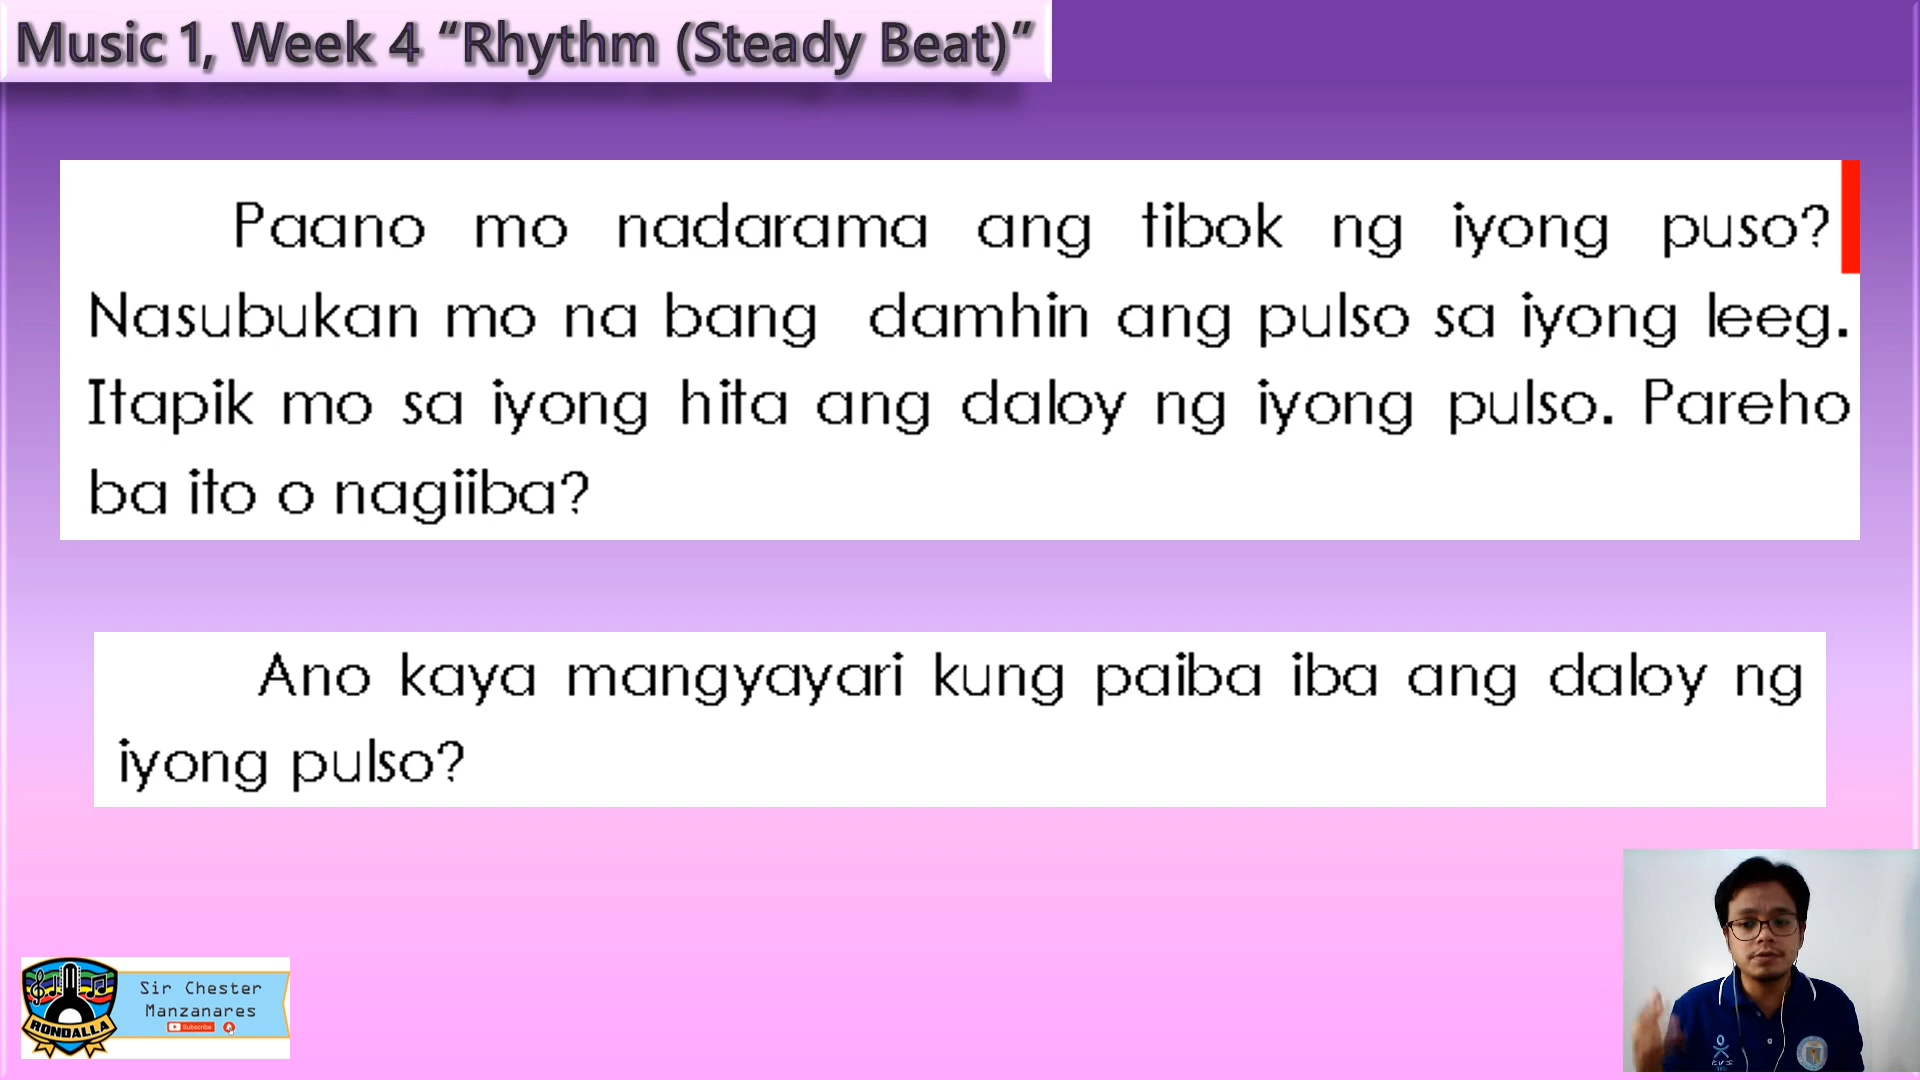 Music 1, Week 4 “Rhythm (Steady Beat)”
Paano mo nadarama ang tibok ng iyong puso?
Nasubukan mo na bang damhin ang pulso sa iyong leeg.
Itapik mo sa iyong hita ang daloy ng iyong pulso. Pareho
ba ito o nagiiba?
Ano kaya mangyayari kung paiba iba ang daloy ng
iyong pulso?
RONDALLA
Sir Chester
Manzanares
Subscribe